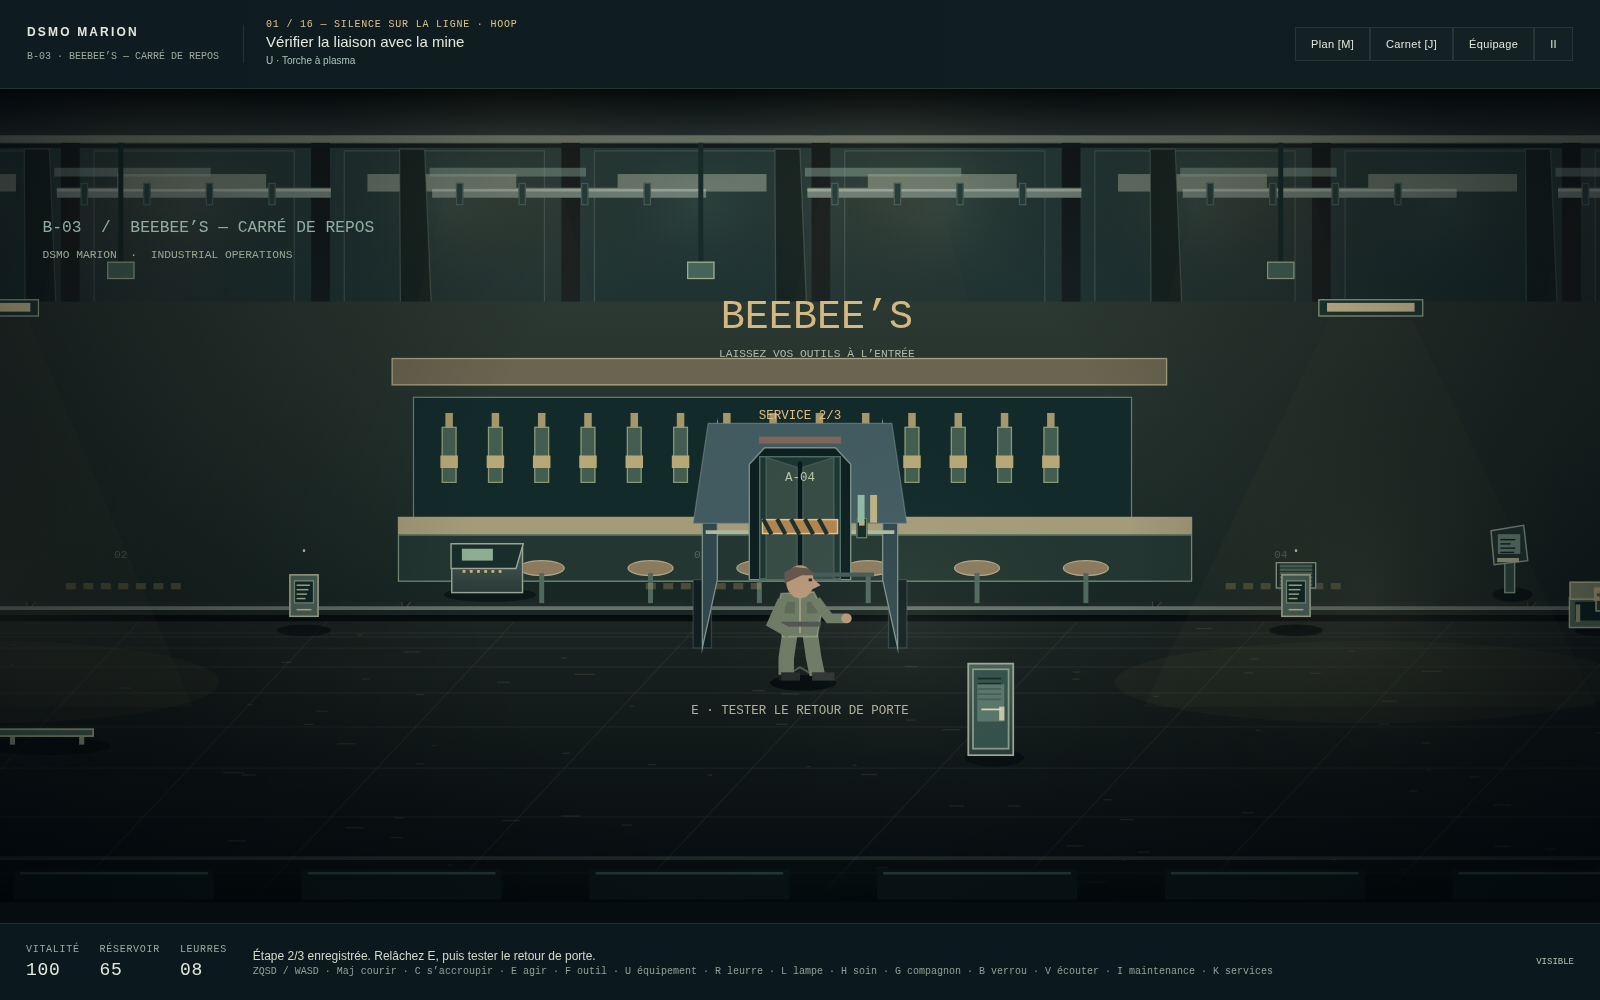 DSMO MARION
B-03 · BEEBEE’S — CARRÉ DE REPOS
01 / 16 — SILENCE SUR LA LIGNE · HOOP
Vérifier la liaison avec la mine
U · Torche à plasma
Plan [M]
Carnet [J]
Équipage
II
B-03 / BEEBEE’S — CARRÉ DE REPOS
DSMO MARION · INDUSTRIAL OPERATIONS
BEEBEE’S
LAISSEZ VOS OUTILS À L’ENTRÉE
SERVICE 2/3
A-04
02
04
E · TESTER LE RETOUR DE PORTE
VITALITÉ
100
RÉSERVOIR
65
LEURRES
08
Étape 2/3 enregistrée. Relâchez E, puis tester le retour de porte.
ZQSD / WASD · Maj courir · C s’accroupir · E agir · F outil · U équipement · R leurre · L lampe · H soin · G compagnon · B verrou · V écouter · I maintenance · K services
VISIBLE